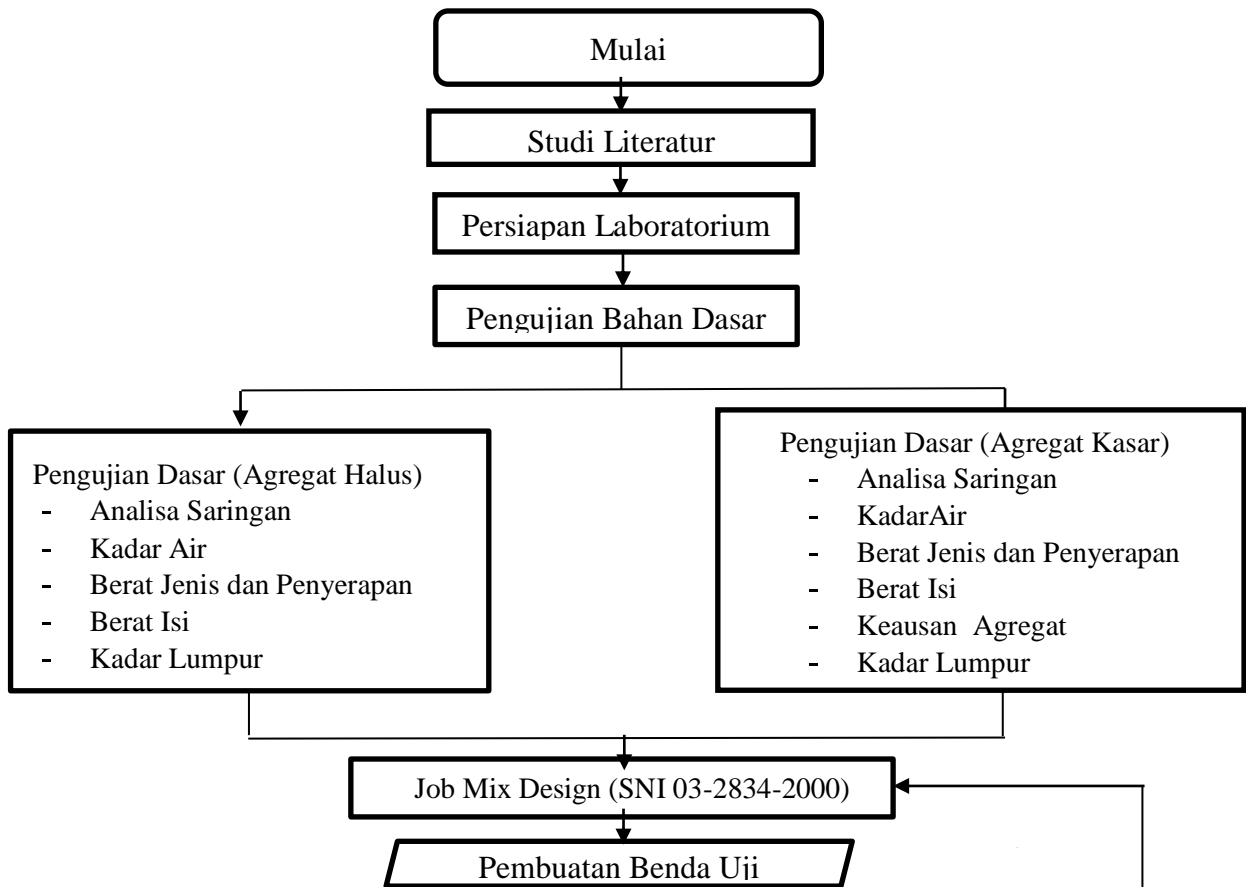 Mulai
Studi Literatur
Persiapan Laboratorium
Pengujian Bahan Dasar
Pengujian Dasar (Agregat Halus)
- Analisa Saringan
- Kadar Air
- Berat Jenis dan Penyerapan
- Berat Isi
- Kadar Lumpur
Pengujian Dasar (Agregat Kasar)
- Analisa Saringan
- KadarAir
- Berat Jenis dan Penyerapan
- Berat Isi
- Keausan Agregat
- Kadar Lumpur
Job Mix Design (SNI 03-2834-2000)
Pembuatan Benda Uji